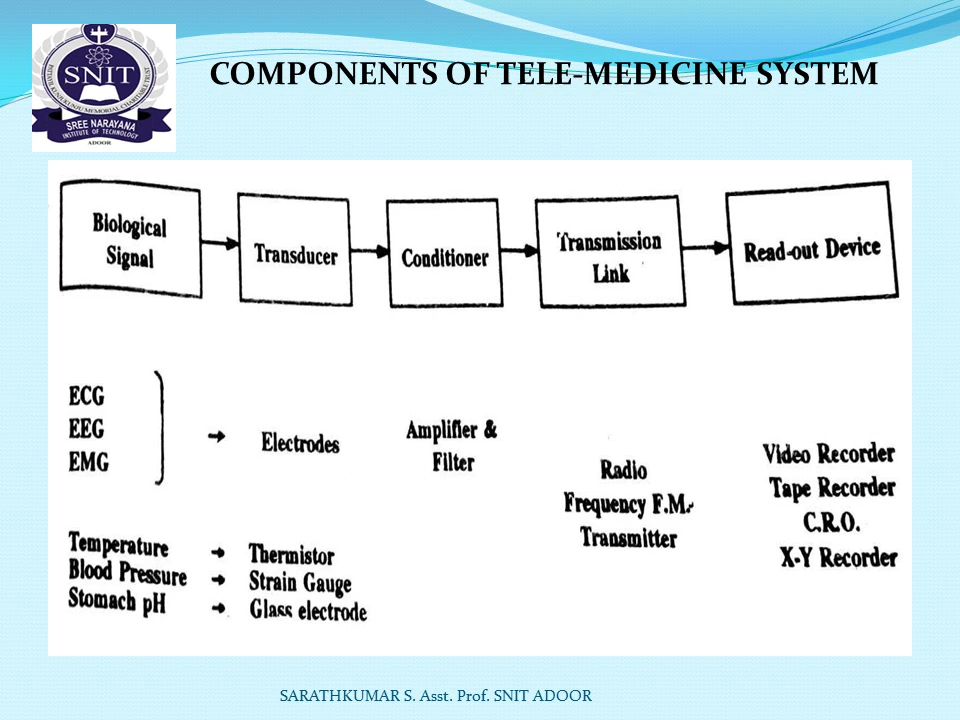 COMPONENTS OF TELE-MEDICINE SYSTEM
SNIT
SREE NARAYANA
INSTITUTE OF TECHNOLOGY
ADOOR
Biological
Signal
Transducer
Conditioner
Transmission
Link
Read-out Device
ECG
EEG
EMG
Electrodes
Amplifier &
Filter
Radio
Frequency F.M.
Transmitter
Video Recorder
Tape Recorder
C.R.O.
X-Y Recorder
Temperature → Thermistor
Blood Pressure → Strain Gauge
Stomach pH → Glass electrode
SARATHKUMAR S. Asst. Prof. SNIT ADOOR